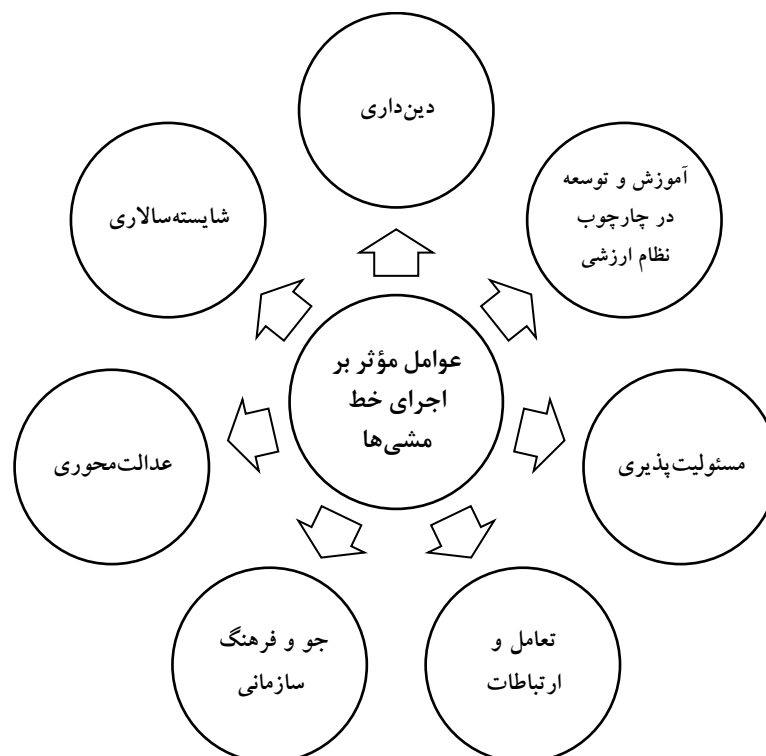 دین‌داری
آموزش و توسعه
در چارچوب
نظام ارزشی
شایسته‌سالاری
عوامل مؤثر بر
اجرای خط
مشی‌ها
مسئولیت‌پذیری
عدالت‌محوری
تعامل و
ارتباطات
جو و فرهنگ
سازمانی